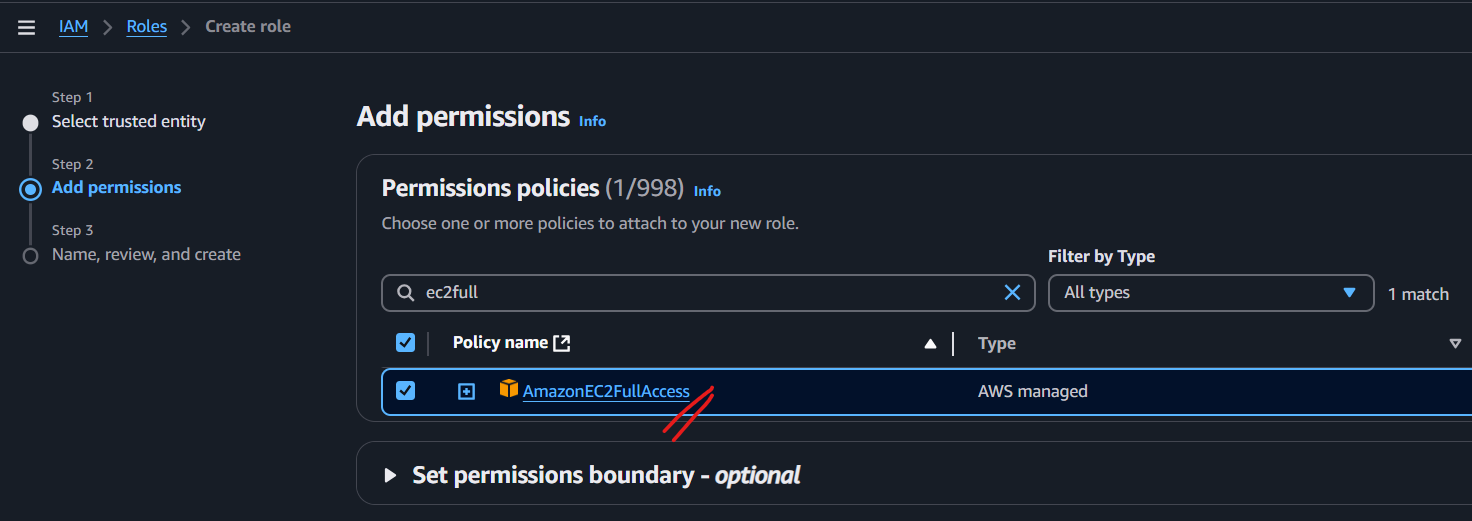 IAM > Roles > Create role
Step 1
Select trusted entity
Step 2
Add permissions
Step 3
Name, review, and create
Add permissions Info
Permissions policies (1/998) Info
Choose one or more policies to attach to your new role.
Filter by Type
ec2full
All types
1 match
Policy name
Type
AmazonEC2FullAccess
AWS managed
Set permissions boundary - optional